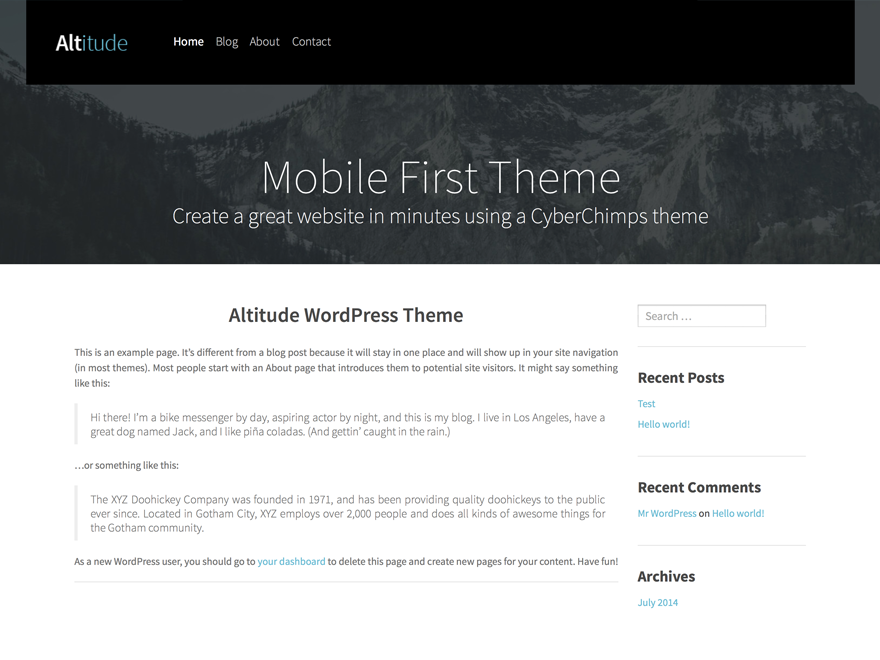 Altitude
Home Blog About Contact
Mobile First Theme
Create a great website in minutes using a CyberChimps theme
Altitude WordPress Theme
This is an example page. It's different from a blog post because it will stay in one place and will show up in your site navigation
(in most themes). Most people start with an About page that introduces them to potential site visitors. It might say something
like this:
Hi there! I'm a bike messenger by day, aspiring actor by night, and this is my blog. I live in Los Angeles, have a
great dog named Jack, and I like piña coladas. (And gettin' caught in the rain.)
…or something like this:
The XYZ Doohickey Company was founded in 1971, and has been providing quality doohickeys to the public
ever since. Located in Gotham City, XYZ employs over 2,000 people and does all kinds of awesome things for
the Gotham community.
As a new WordPress user, you should go to your dashboard to delete this page and create new pages for your content. Have fun!
Search …
Recent Posts
Test
Hello world!
Recent Comments
Mr WordPress on Hello world!
Archives
July 2014